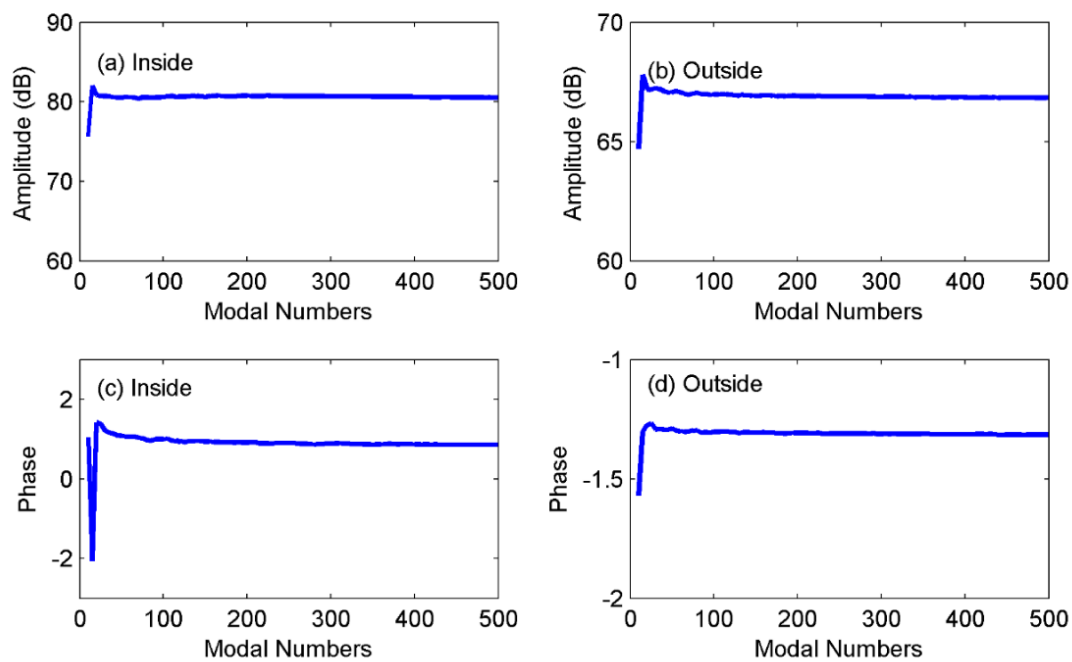 90
80
70
60
Amplitude (dB)
(a) Inside
0 100 200 300 400 500
Modal Numbers
70
65
60
Amplitude (dB)
(b) Outside
0 100 200 300 400 500
Modal Numbers
2
0
-2
Phase
(c) Inside
0 100 200 300 400 500
Modal Numbers
-1
-1.5
-2
Phase
(d) Outside
0 100 200 300 400 500
Modal Numbers